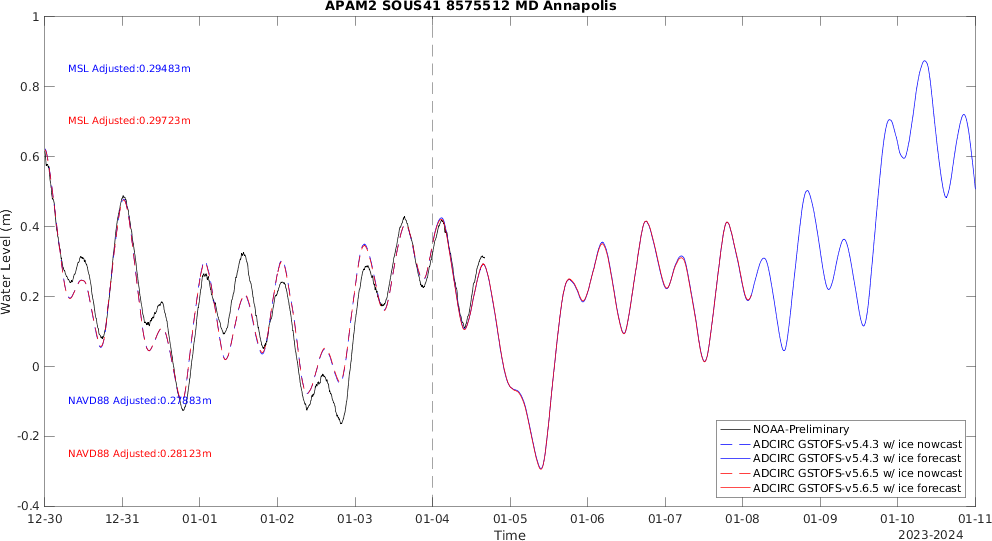 APAM2 SOUS41 8575512 MD Annapolis
1
0.8
0.6
0.4
0.2
0
-0.2
-0.4
Water Level (m)
MSL Adjusted:0.29483m
MSL Adjusted:0.29723m
NAVD88 Adjusted:0.27883m
NAVD88 Adjusted:0.28123m
NOAA-Preliminary
ADCIRC GSTOFS-v5.4.3 w/ ice nowcast
ADCIRC GSTOFS-v5.4.3 w/ ice forecast
ADCIRC GSTOFS-v5.6.5 w/ ice nowcast
ADCIRC GSTOFS-v5.6.5 w/ ice forecast
12-30 12-31 01-01 01-02 01-03 01-04 01-05 01-06 01-07 01-08 01-09 01-10 01-11
Time
2023-2024